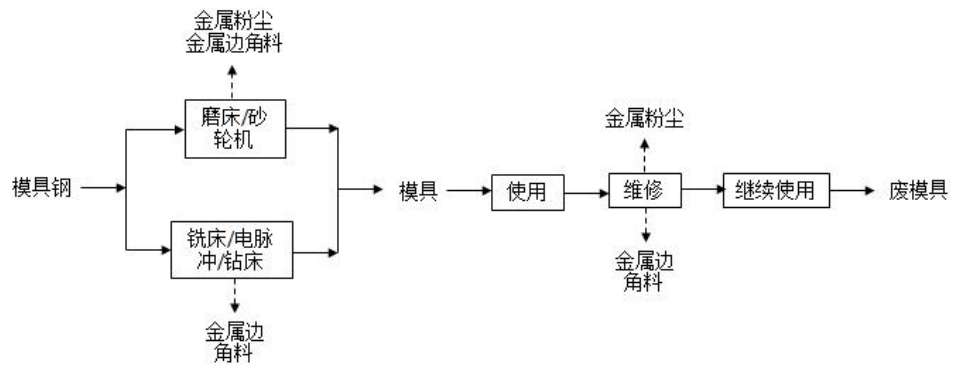 金属粉尘
金属边角料
磨床/砂
轮机
模具钢
铣床/电脉
冲/钻床
金属边
角料
模具
使用
金属粉尘
维修
金属边
角料
继续使用
废模具